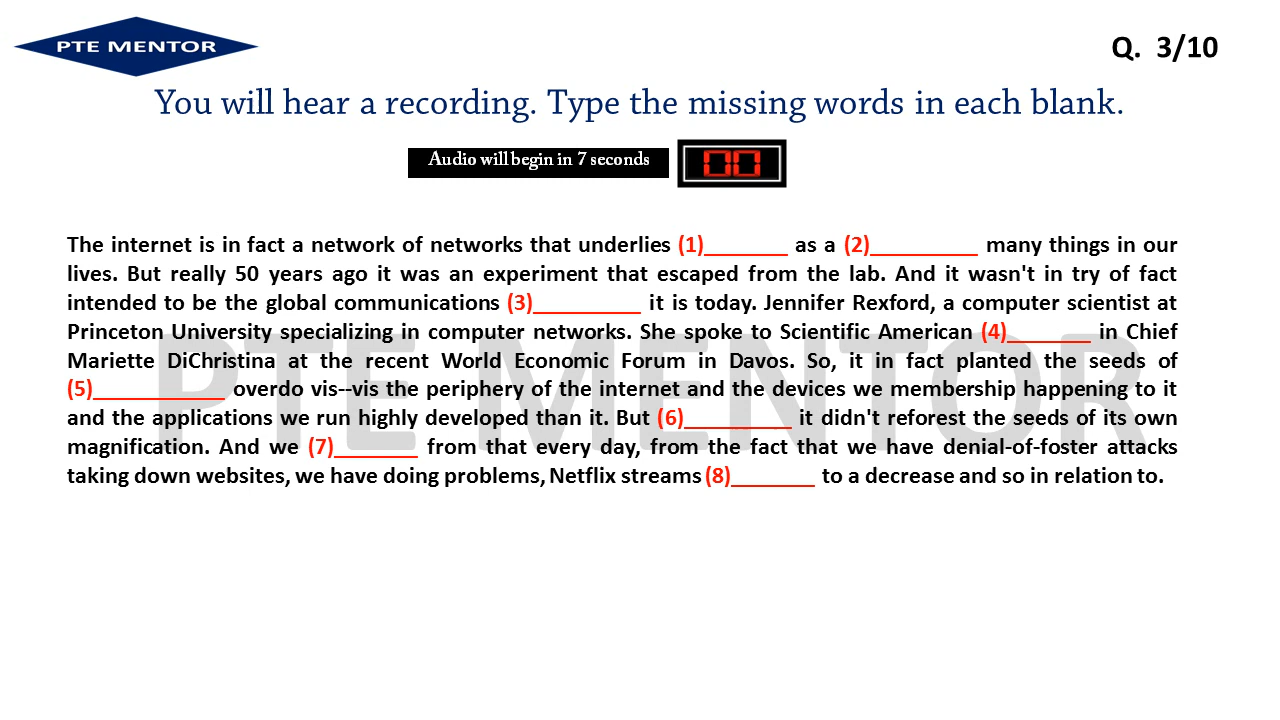 PTE MENTOR
Q. 3/10
You will hear a recording. Type the missing words in each blank.
Audio will begin in 7 seconds
00
The internet is in fact a network of networks that underlies (1)_______ as a (2)_________ many things in our
lives. But really 50 years ago it was an experiment that escaped from the lab. And it wasn't in try of fact
intended to be the global communications (3)_________ it is today. Jennifer Rexford, a computer scientist at
Princeton University specializing in computer networks. She spoke to Scientific American (4)_______ in Chief
Mariette DiChristina at the recent World Economic Forum in Davos. So, it in fact planted the seeds of
(5)___________ overdo vis--vis the periphery of the internet and the devices we membership happening to it
and the applications we run highly developed than it. But (6)_________ it didn't reforest the seeds of its own
magnification. And we (7)_______ from that every day, from the fact that we have denial-of-foster attacks
taking down websites, we have doing problems, Netflix streams (8)_______ to a decrease and so in relation to.
PTE MENTOR